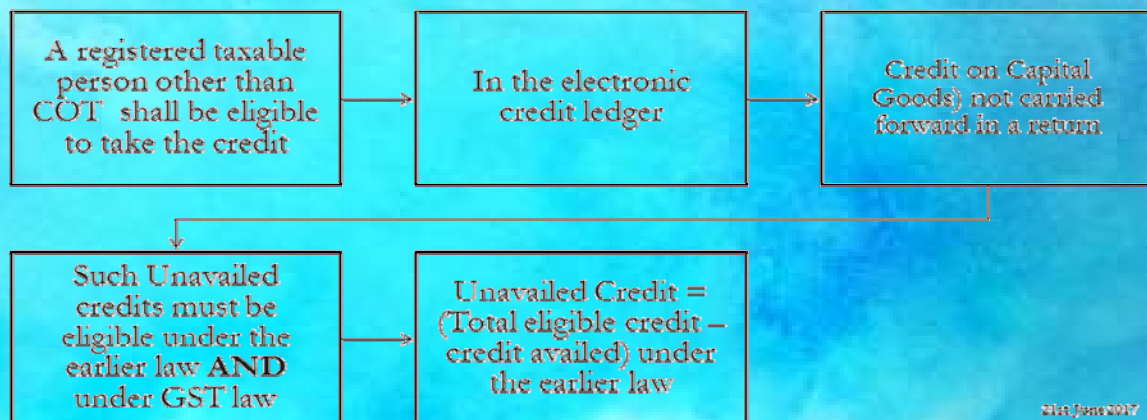 A registered taxable
person other than
COT shall be eligible
to take the credit
In the electronic
credit ledger
Credit on Capital
Goods) not carried
forward in a return
Such Unavailed
credits must be
eligible under the
earlier law AND
under GST law
Unavailed Credit =
(Total eligible credit –
credit availed) under
the earlier law
21st June 2017